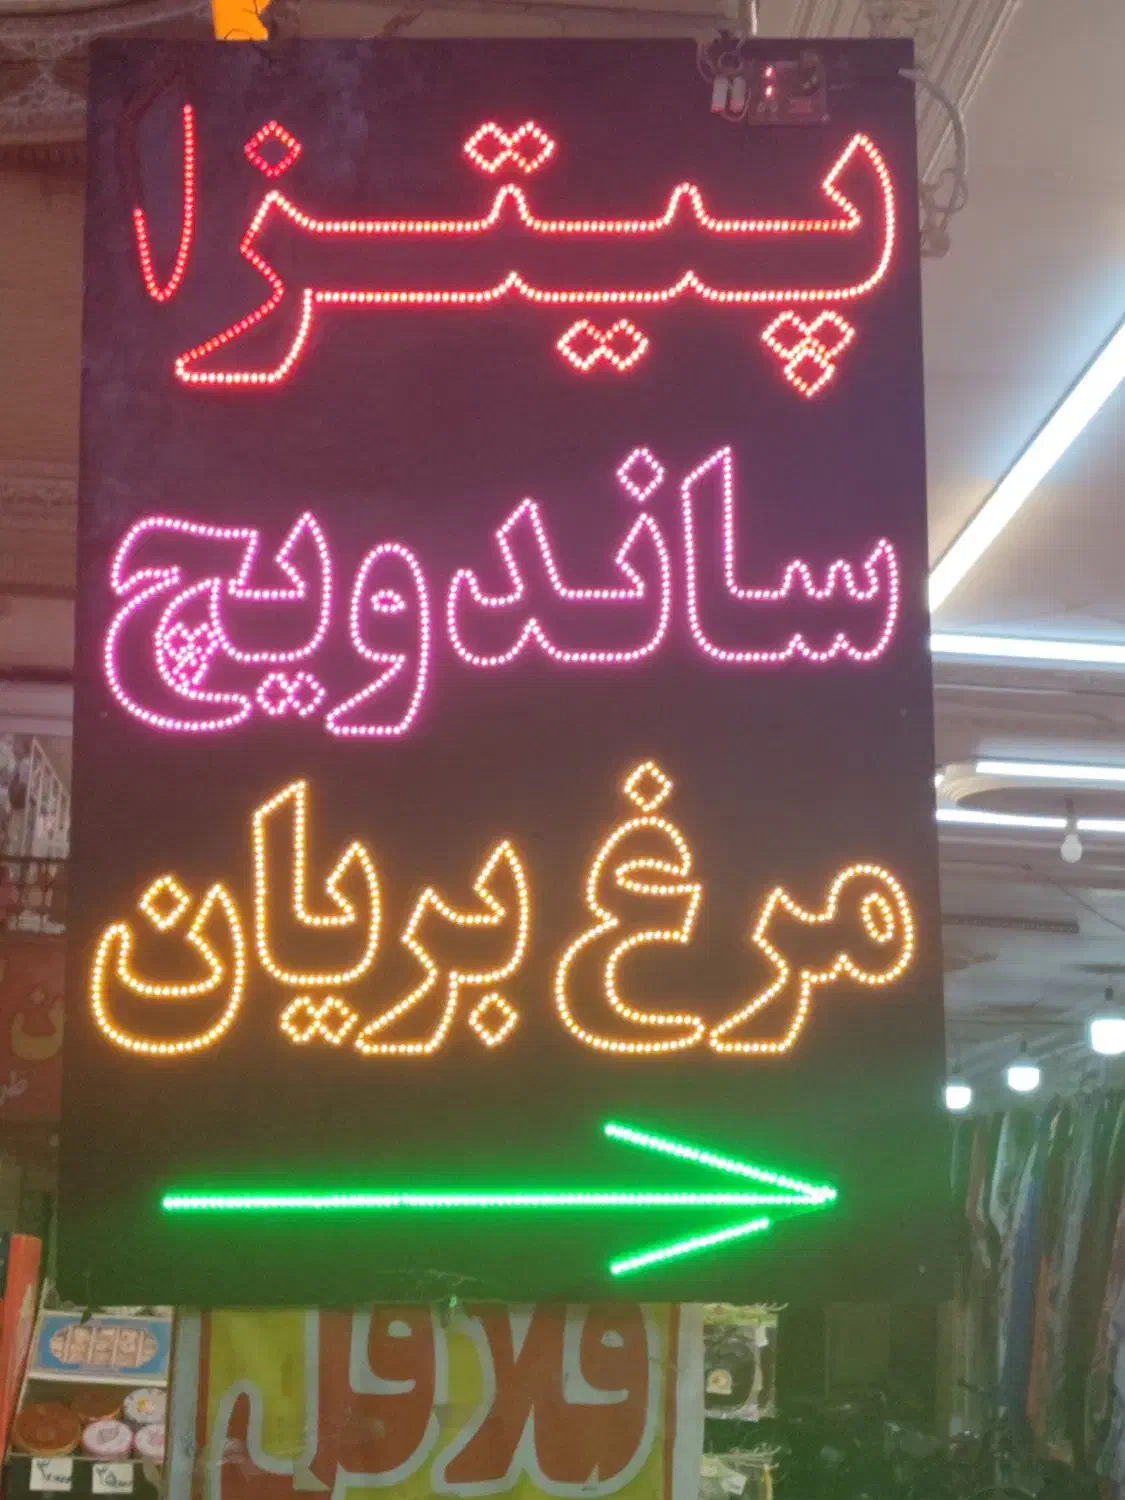 پیتزا
ساندویچ
مرغ بریان
فلافل